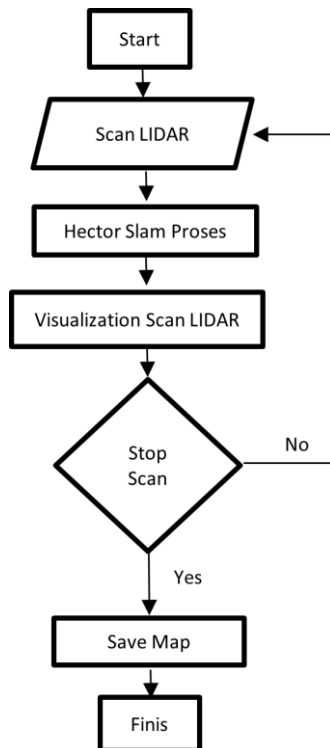 Start
Scan LIDAR
Hector Slam Proses
Visualization Scan LIDAR
Stop
Scan
No
Yes
Save Map
Finis